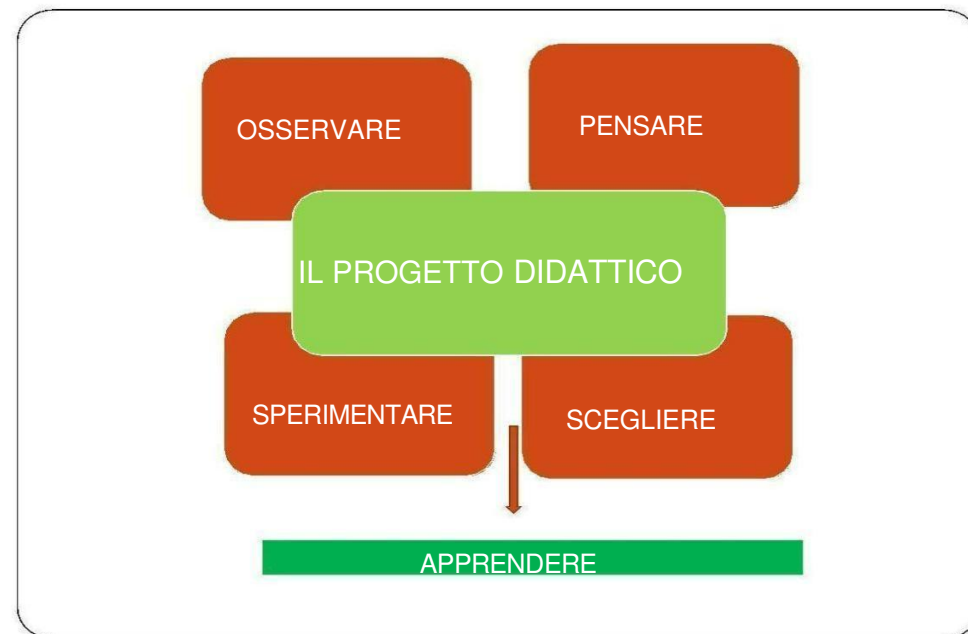 OSSERVARE
PENSARE
IL PROGETTO DIDATTICO
SPERIMENTARE
SCEGLIERE
APPRENDERE